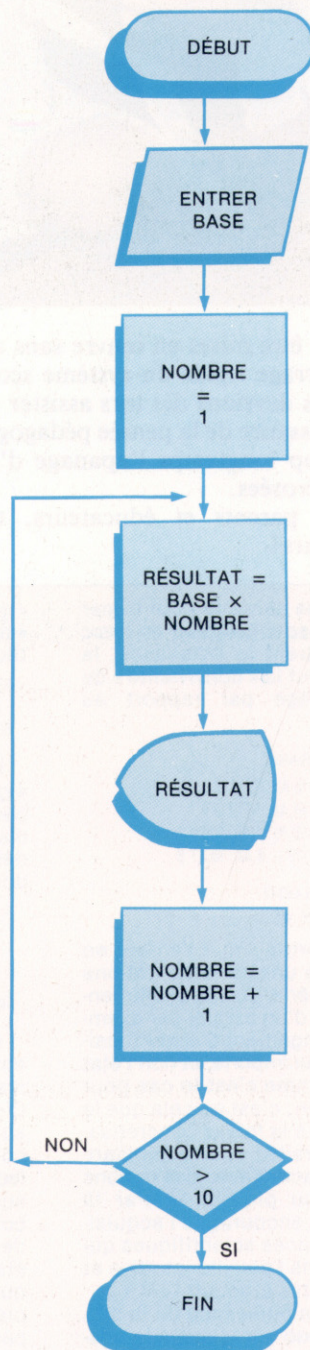 DÉBUT
ENTRER
BASE
NOMBRE
=
1
RÉSULTAT =
BASE ×
NOMBRE
RÉSULTAT
NOMBRE =
NOMBRE +
1
NOMBRE
>
10
NON
SI
FIN